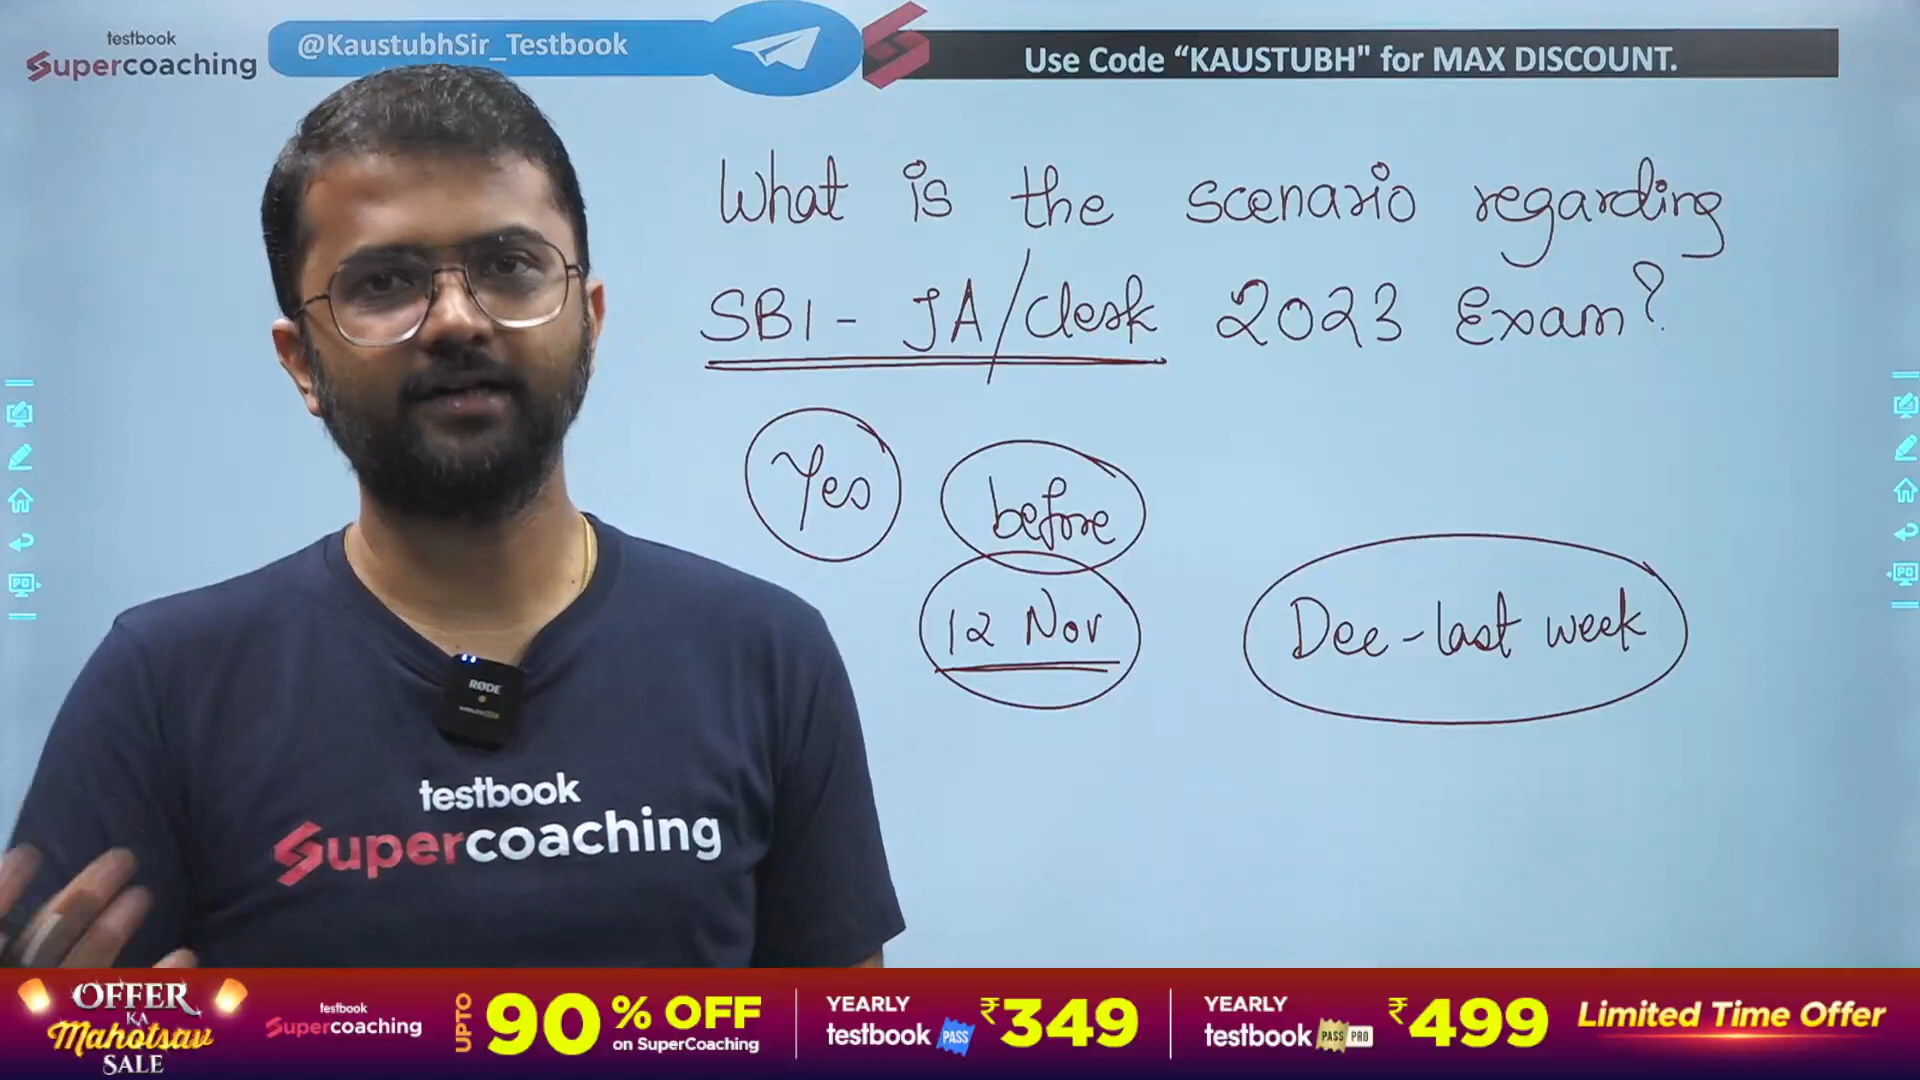 testbook
Supercoaching
@KaustubhSir_Testbook
Use Code “KAUSTUBH" for MAX DISCOUNT.
What is the scenario regarding
SBI - JA/Clerk 2023 Exam?
Yes
before
12 Nov
Dec-last week
RØDE
testbook
Supercoaching
OFFER
KA
Mahotsav
SALE
testbook
Supercoaching
UPTO
90% OFF
on SuperCoaching
YEARLY
testbook PASS
₹349
YEARLY
testbook PASS PRO
₹499
Limited Time Offer